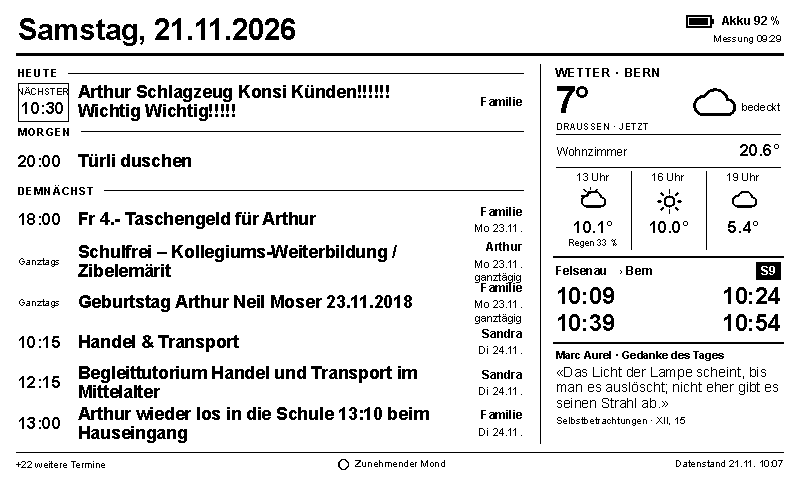 Samstag, 21.11.2026
Akku 92 %
Messung 09:29
HEUTE
NÄCHSTER
10:30
Arthur Schlagzeug Konsi Künden!!!!!!
Wichtig Wichtig!!!!!
Familie
MORGEN
20:00
Türli duschen
DEMNÄCHST
18:00
Fr 4.- Taschengeld für Arthur
Familie
Mo 23.11.
Ganztags
Schulfrei – Kollegiums-Weiterbildung /
Zibelemärit
Arthur
Mo 23.11.
ganztägig
Ganztags
Geburtstag Arthur Neil Moser 23.11.2018
Familie
Mo 23.11.
ganztägig
10:15
Handel & Transport
Sandra
Di 24.11.
12:15
Begleittutorium Handel und Transport im
Mittelalter
Sandra
Di 24.11.
13:00
Arthur wieder los in die Schule 13:10 beim
Hauseingang
Familie
Di 24.11.
WETTER · BERN
7°
bedeckt
DRAUSSEN · JETZT
Wohnzimmer 20.6°
13 Uhr 16 Uhr 19 Uhr
10.1° 10.0° 5.4°
Regen 33 %
Felsenau › Bern S9
10:09 10:24
10:39 10:54
Marc Aurel · Gedanke des Tages
«Das Licht der Lampe scheint, bis
man es auslöscht; nicht eher gibt es
seinen Strahl ab.»
Selbstbetrachtungen · XII, 15
+22 weitere Termine
Zunehmender Mond
Datenstand 21.11. 10:07